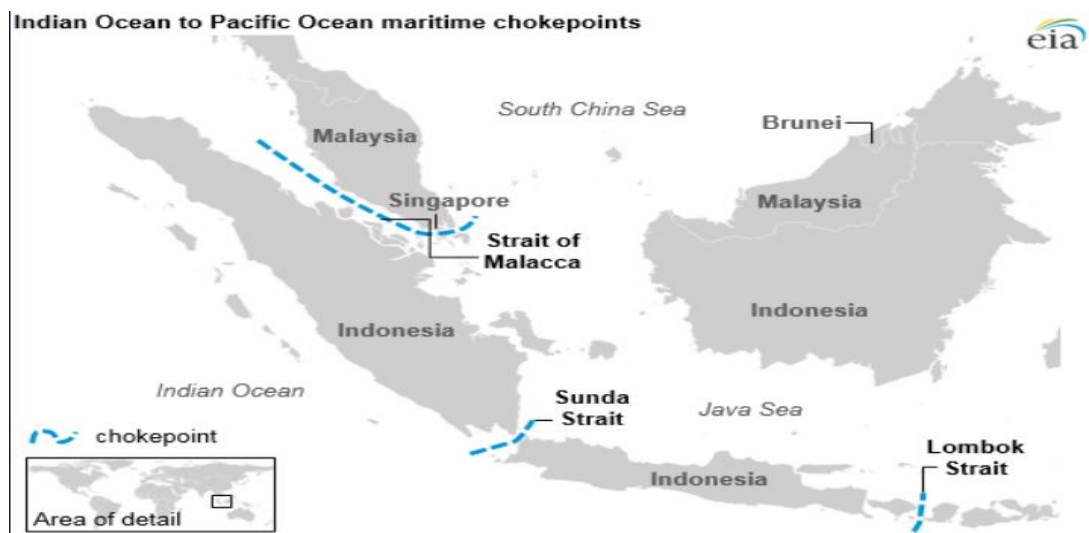 Indian Ocean to Pacific Ocean maritime chokepoints
eia
South China Sea
Malaysia
Brunei
Singapore
Malaysia
Strait of
Malacca
Indonesia
Indonesia
Indian Ocean
Sunda
Strait
Java Sea
chokepoint
Lombok
Strait
Indonesia
Area of detail